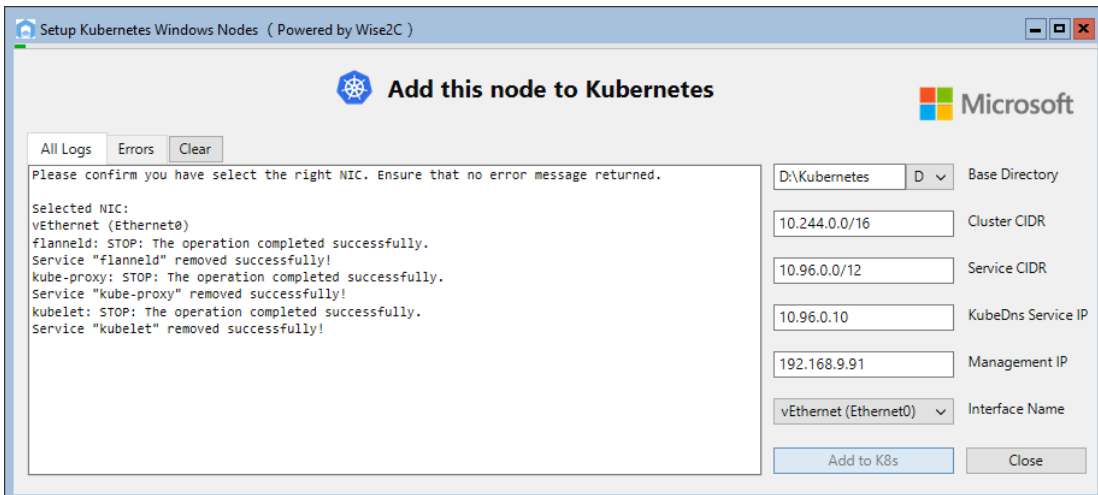 Setup Kubernetes Windows Nodes ( Powered by Wise2C )
Add this node to Kubernetes
Microsoft
All Logs Errors Clear
Please confirm you have select the right NIC. Ensure that no error message returned.
Selected NIC:
vEthernet (Ethernet0)
flanneld: STOP: The operation completed successfully.
Service "flanneld" removed successfully!
kube-proxy: STOP: The operation completed successfully.
Service "kube-proxy" removed successfully!
kubelet: STOP: The operation completed successfully.
Service "kubelet" removed successfully!
D:\Kubernetes D Base Directory
10.244.0.0/16 Cluster CIDR
10.96.0.0/12 Service CIDR
10.96.0.10 KubeDns Service IP
192.168.9.91 Management IP
vEthernet (Ethernet0) Interface Name
Add to K8s Close